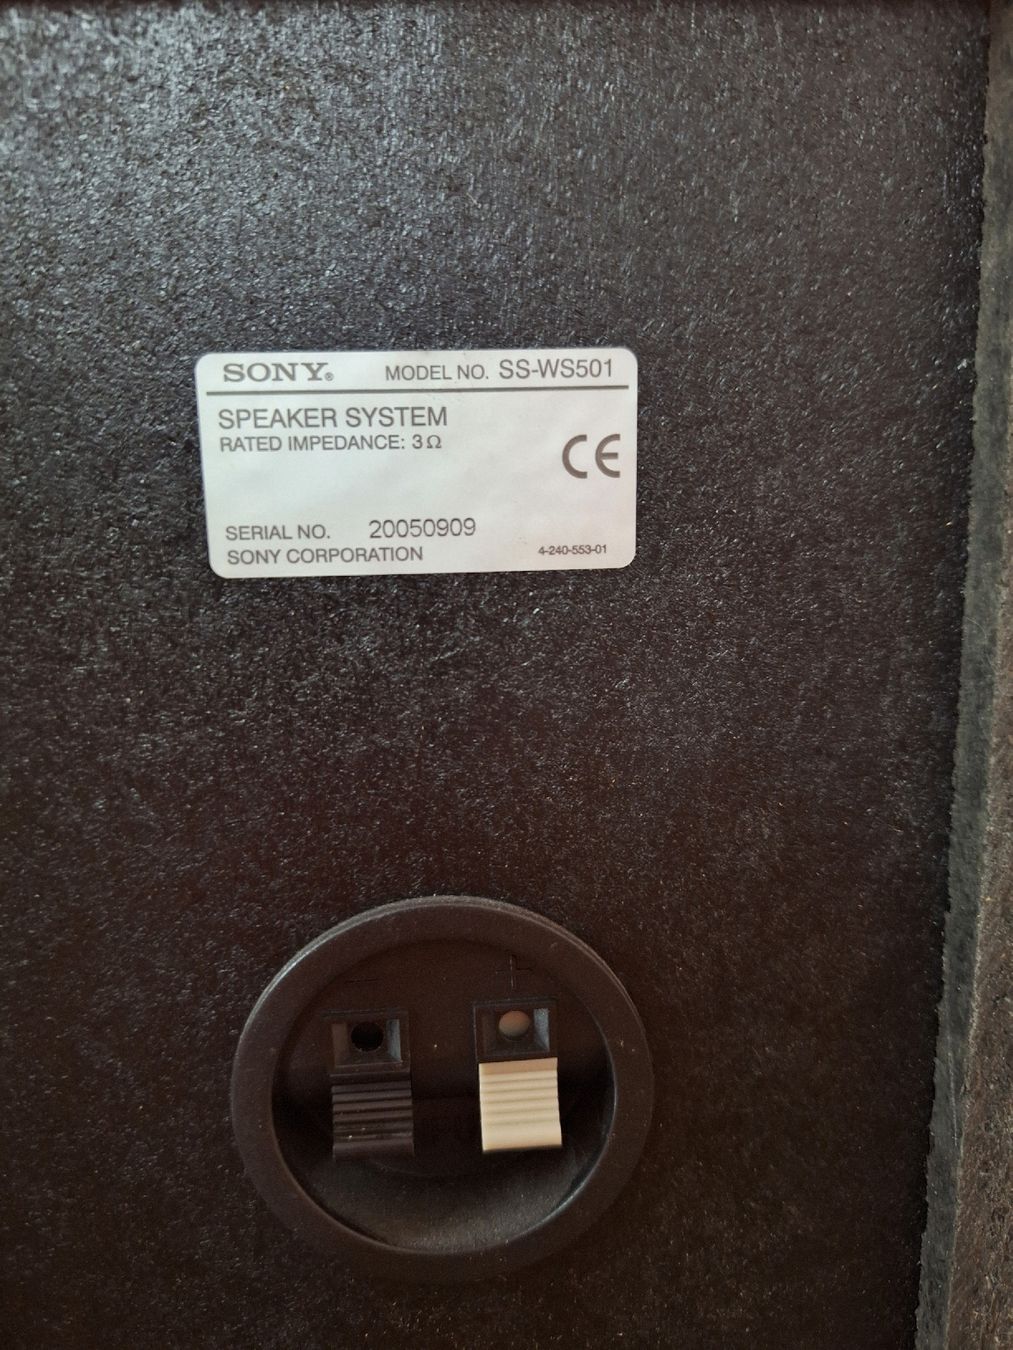 SONY® MODEL NO. SS-WS501
SPEAKER SYSTEM
RATED IMPEDANCE: 3Ω
CE
SERIAL NO. 20050909
SONY CORPORATION 4-240-553-01
- +